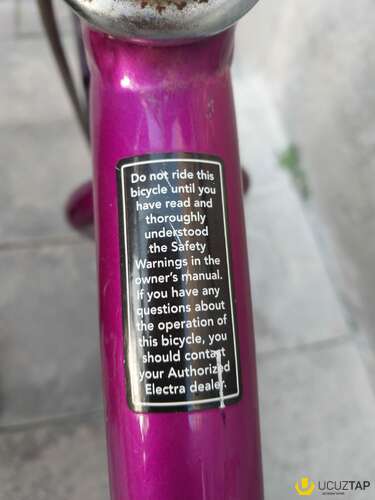 Do not ride this
bicycle until you
have read and
thoroughly
understood
the Safety
Warnings in the
owner's manual.
If you have any
questions about
the operation of
this bicycle, you
should contact
your Authorized
Electra dealer.
UCUZTAP